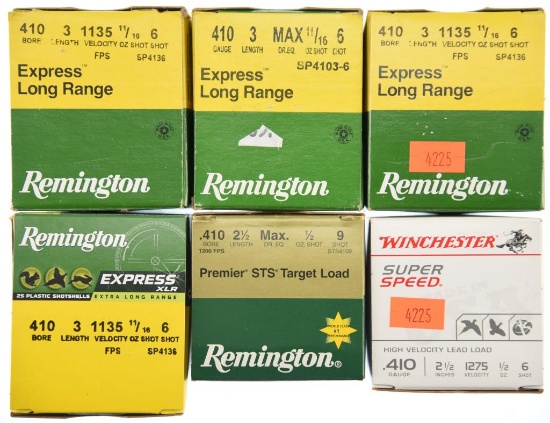 410 3 1135 11/16 6
BORE LENGTH VELOCITY OZ SHOT SHOT
FPS SP4136
Express™
Long Range
Remington
410 3 MAX 11/16 6
GAUGE LENGTH DR.EQ. OZ SHOT SHOT
SP4103-6
Express™
Long Range
Remington
410 3 1135 11/16 6
BORE LENGTH VELOCITY OZ SHOT SHOT
FPS SP4136
Express™
Long Range
4225
Remington
Remington
EXPRESS
XLR
25 PLASTIC SHOTSHELLS EXTRA LONG RANGE
410 3 1135 11/16 6
BORE LENGTH VELOCITY OZ SHOT SHOT
FPS SP4136
.410 2½ Max. ½ 9
BORE LENGTH DR.EQ. OZ. SHOT SHOT
1200 FPS STS4109
Premier® STS® Target Load
Remington®
WINCHESTER
SUPER
SPEED
4225
HIGH VELOCITY LEAD LOAD
.410 2½ 1275 ½ 6
GAUGE INCHES VELOCITY OZ. SHOT